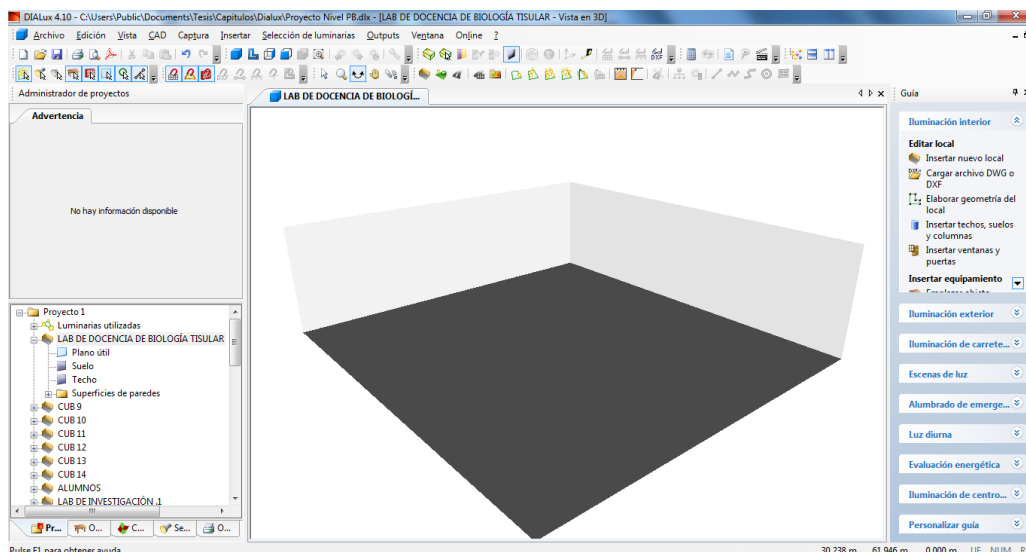 DIALux 4.10 - C:\Users\Public\Documents\Tesis\Capitulos\Dialux\Proyecto Nivel PB.dlx - [LAB DE DOCENCIA DE BIOLOGÍA TISULAR - Vista en 3D]
Archivo Edición Vista CAD Captura Insertar Selección de luminarias Outputs Ventana Online ?
Administrador de proyectos
LAB DE DOCENCIA DE BIOLOGÍ...
Guía
Advertencia
No hay información disponible
Proyecto 1
Luminarias utilizadas
LAB DE DOCENCIA DE BIOLOGÍA TISULAR
Plano útil
Suelo
Techo
Superficies de paredes
CUB 9
CUB 10
CUB 11
CUB 12
CUB 13
CUB 14
ALUMNOS
LAB DE INVESTIGACIÓN .1
Pr... O... C... Se... O...
Iluminación interior
Editar local
Insertar nuevo local
Cargar archivo DWG o
DXF
Elaborar geometría del
local
Insertar techos, suelos
y columnas
Insertar ventanas y
puertas
Insertar equipamiento
Iluminación exterior
Iluminación de carrete...
Escenas de luz
Alumbrado de emerge...
Luz diurna
Evaluación energética
Iluminación de centro...
Personalizar guía
Pulse F1 para obtener ayuda.
30.238 m 61.946 m 0.000 m UF NUM